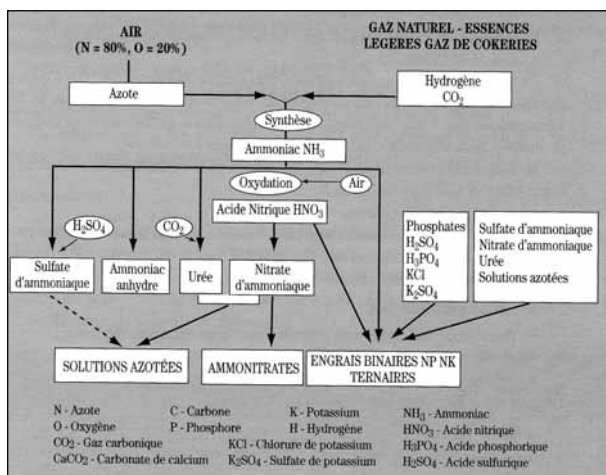 AIR
(N = 80%, O = 20%)
GAZ NATUREL - ESSENCES
LEGERES GAZ DE COKERIES
Azote
Hydrogène
CO₂
Synthèse
Ammoniac NH₃
Oxydation
Air
Acide Nitrique HNO₃
H₂SO₄
CO₂
Sulfate
d'ammoniaque
Ammoniac
anhydre
Urée
Nitrate
d'ammoniaque
Phosphates
H₂SO₄
H₃PO₄
KCl
K₂SO₄
Sulfate d'ammoniaque
Nitrate d'ammoniaque
Urée
Solutions azotées
SOLUTIONS AZOTÉES
AMMONITRATES
ENGRAIS BINAIRES NP NK
TERNAIRES
N - Azote
C - Carbone
K - Potassium
NH₃ - Ammoniac
O - Oxygène
P - Phosphore
H - Hydrogène
HNO₃ - Acide nitrique
CO₂ - Gaz carbonique
KCl - Chlorure de potassium
H₃PO₄ - Acide phosphorique
CaCO₂ - Carbonate de calcium
K₂SO₄ - Sulfate de potassium
H₂SO₄ - Acide sulfurique